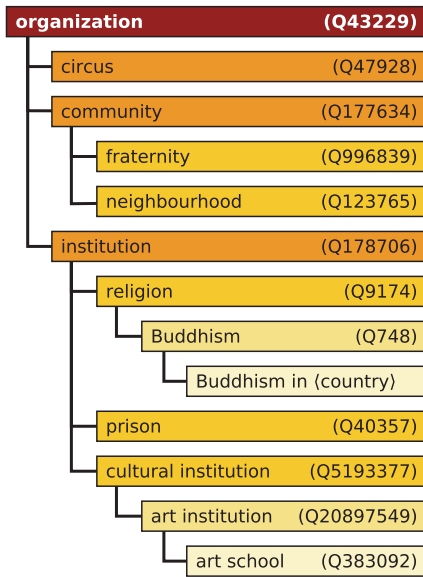 organization (Q43229)
circus (Q47928)
community (Q177634)
fraternity (Q996839)
neighbourhood (Q123765)
institution (Q178706)
religion (Q9174)
Buddhism (Q748)
Buddhism in ⟨country⟩
prison (Q40357)
cultural institution (Q5193377)
art institution (Q20897549)
art school (Q383092)